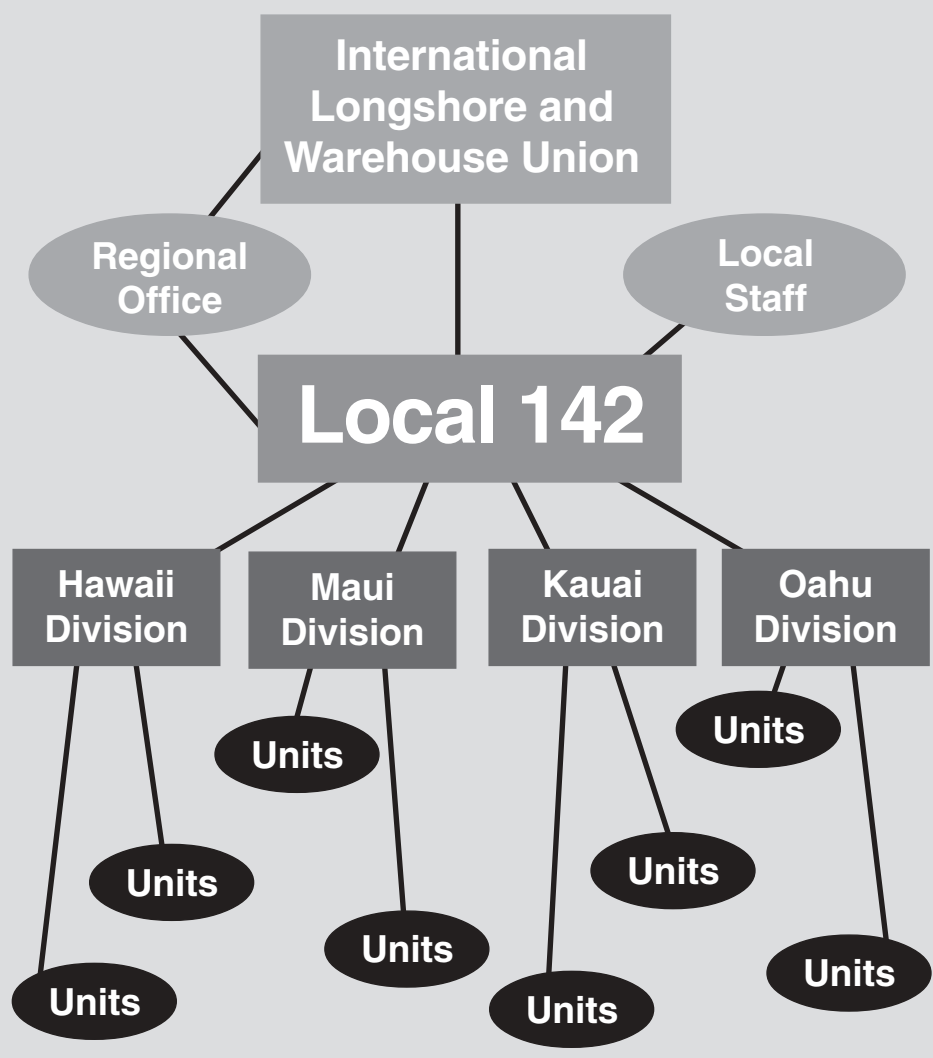 International
Longshore and
Warehouse Union
Regional
Office
Local
Staff
Local 142
Hawaii
Division
Maui
Division
Kauai
Division
Oahu
Division
Units
Units
Units
Units
Units
Units
Units
Units